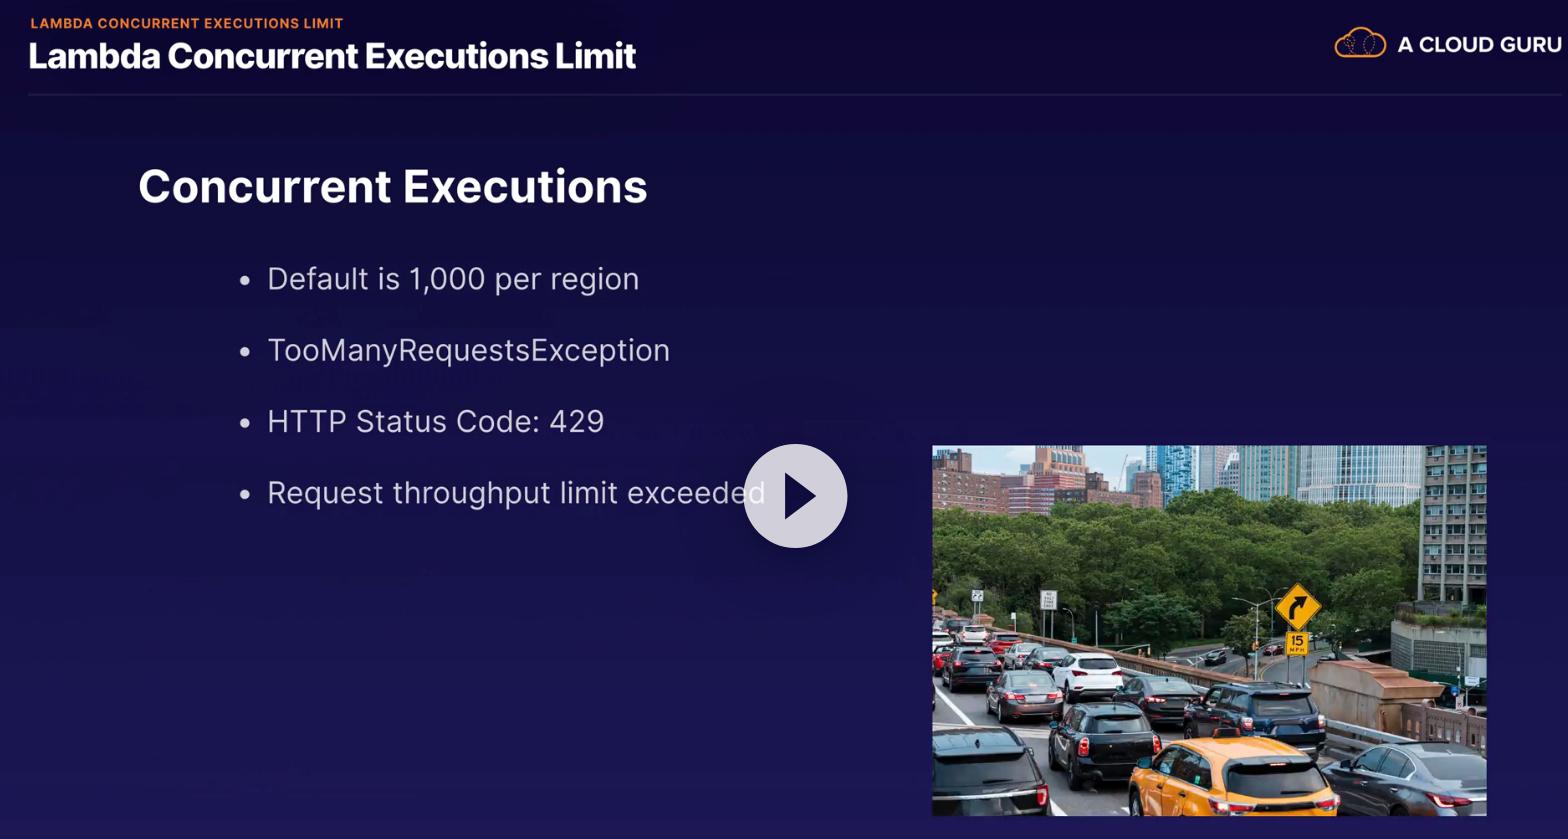 LAMBDA CONCURRENT EXECUTIONS LIMIT
Lambda Concurrent Executions Limit
A CLOUD GURU
Concurrent Executions
• Default is 1,000 per region
• TooManyRequestsException
• HTTP Status Code: 429
• Request throughput limit exceeded
15
MPH